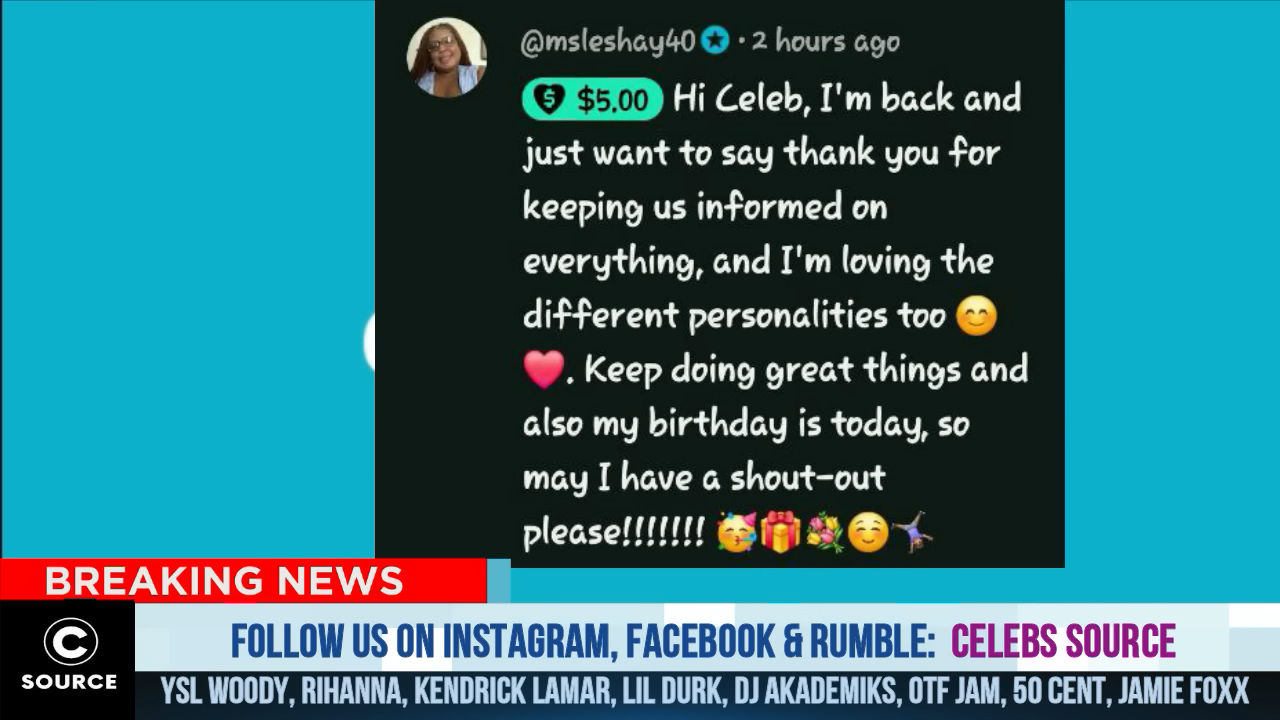 @msleshay40 · 2 hours ago
$5.00 Hi Celeb, I'm back and
just want to say thank you for
keeping us informed on
everything, and I'm loving the
different personalities too 😊
❤️. Keep doing great things and
also my birthday is today, so
may I have a shout-out
please!!!!!!! 🥳🎁💐☺️🤸‍♀️
BREAKING NEWS
C
SOURCE
FOLLOW US ON INSTAGRAM, FACEBOOK & RUMBLE: CELEBS SOURCE
YSL WOODY, RIHANNA, KENDRICK LAMAR, LIL DURK, DJ AKADEMIKS, OTF JAM, 50 CENT, JAMIE FOXX